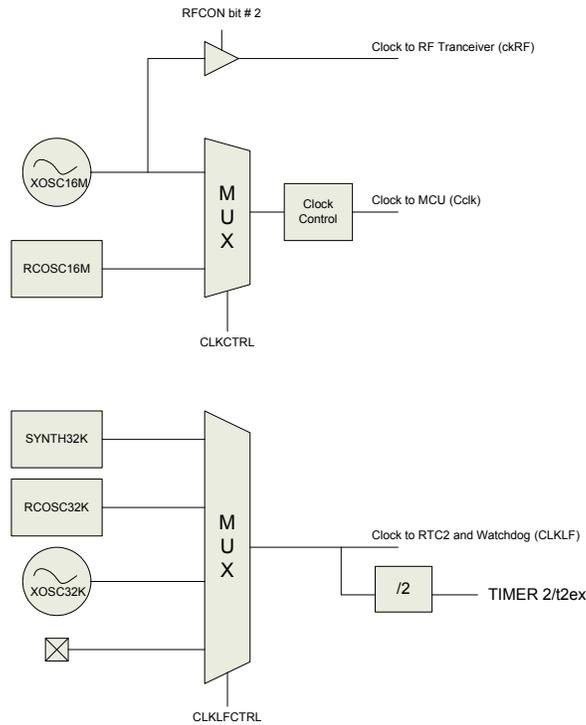 RFCON bit # 2
Clock to RF Tranceiver (ckRF)
XOSC16M
M
U
X
Clock
Control
Clock to MCU (Cclk)
RCOSC16M
CLKCTRL
SYNTH32K
RCOSC32K
M
U
X
Clock to RTC2 and Watchdog (CLKLF)
XOSC32K
/2
TIMER 2/t2ex
CLKLFCTRL